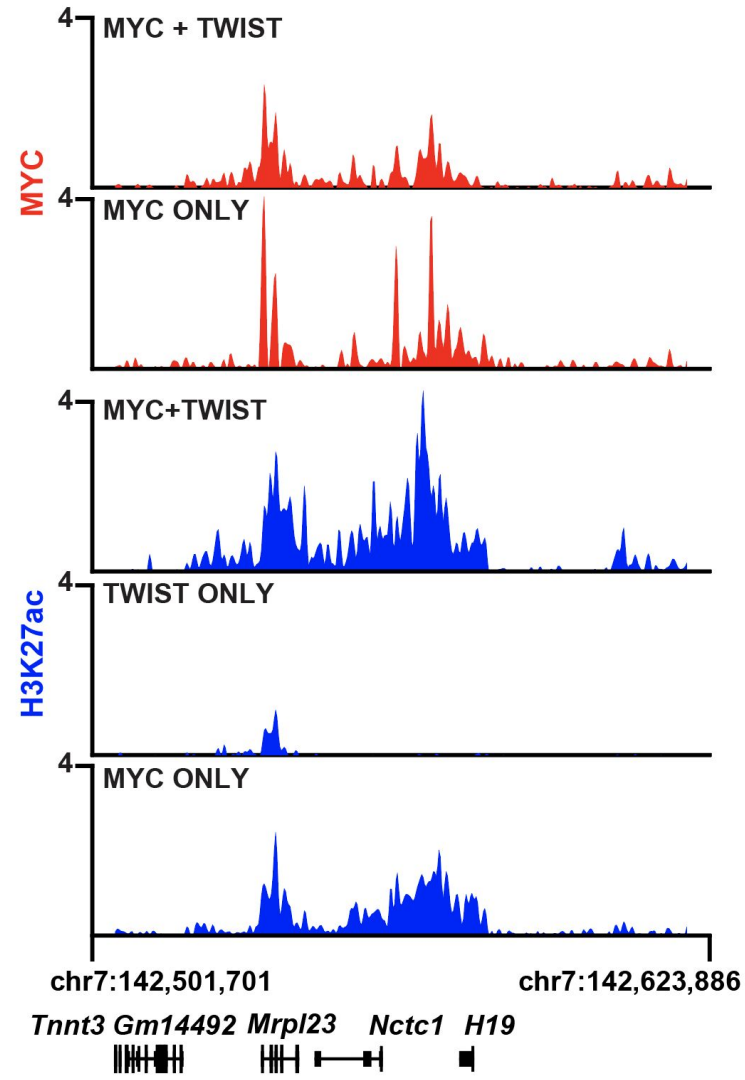 4
MYC + TWIST
MYC
4
MYC ONLY
4
MYC+TWIST
H3K27ac
4
TWIST ONLY
4
MYC ONLY
chr7:142,501,701 chr7:142,623,886
Tnnt3 Gm14492 Mrpl23 Nctc1 H19